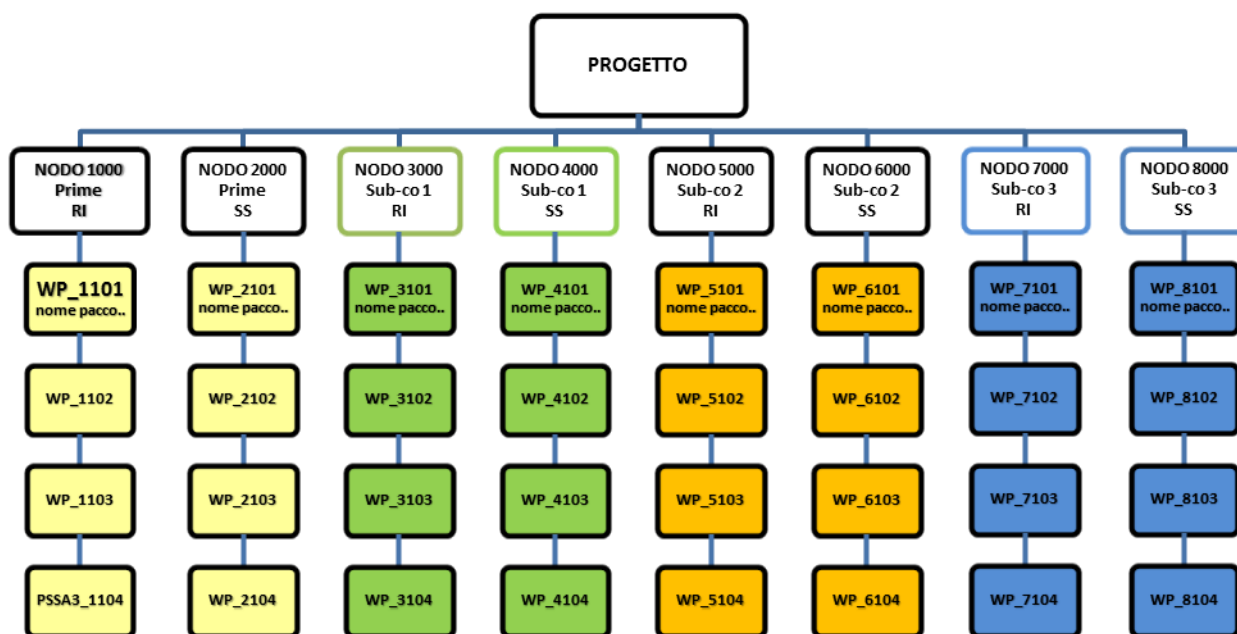 PROGETTO
NODO 1000
Prime
RI
NODO 2000
Prime
SS
NODO 3000
Sub-co 1
RI
NODO 4000
Sub-co 1
SS
NODO 5000
Sub-co 2
RI
NODO 6000
Sub-co 2
SS
NODO 7000
Sub-co 3
RI
NODO 8000
Sub-co 3
SS
WP_1101
nome pacco..
WP_2101
nome pacco..
WP_3101
nome pacco..
WP_4101
nome pacco..
WP_5101
nome pacco..
WP_6101
nome pacco..
WP_7101
nome pacco..
WP_8101
nome pacco..
WP_1102
WP_2102
WP_3102
WP_4102
WP_5102
WP_6102
WP_7102
WP_8102
WP_1103
WP_2103
WP_3103
WP_4103
WP_5103
WP_6103
WP_7103
WP_8103
PSSA3_1104
WP_2104
WP_3104
WP_4104
WP_5104
WP_6104
WP_7104
WP_8104